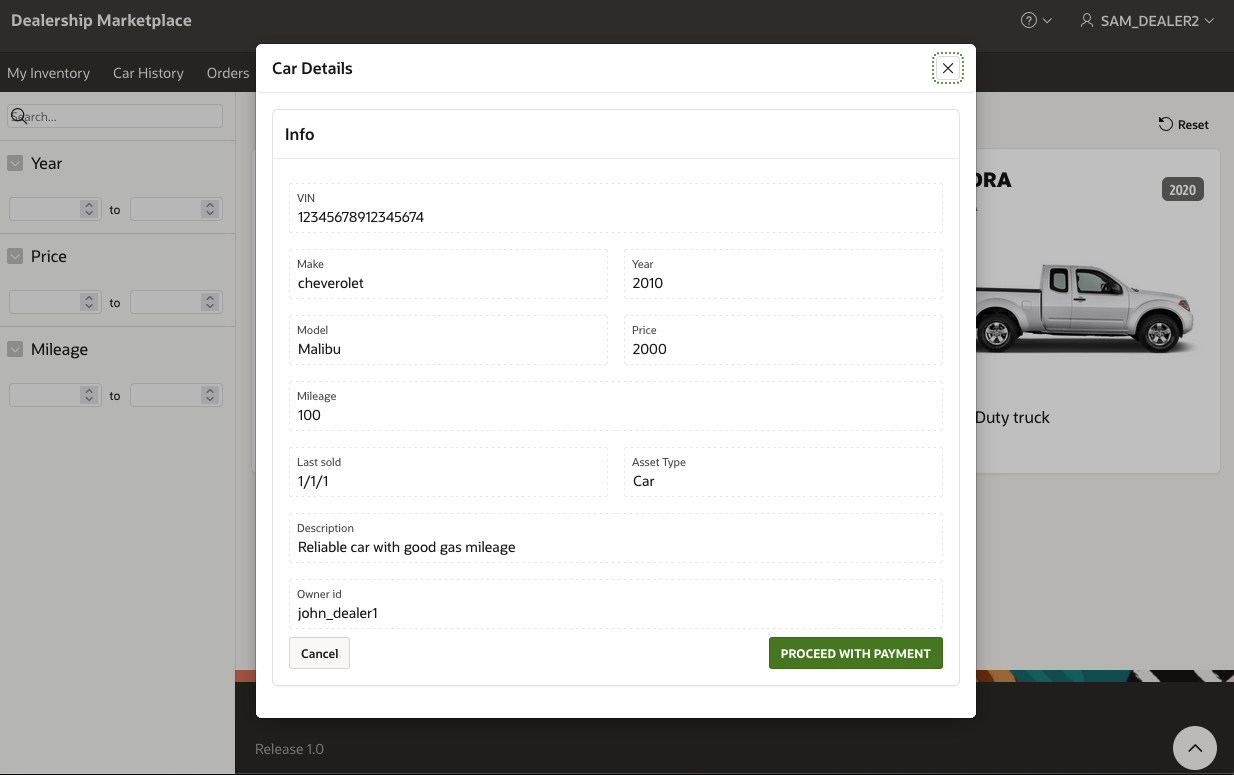 Dealership Marketplace
SAM_DEALER2
My Inventory Car History Orders
Search...
Year
to
Price
to
Mileage
to
Reset
2020
Duty truck
Car Details
Info
VIN
12345678912345674
Make
cheverolet
Year
2010
Model
Malibu
Price
2000
Mileage
100
Last sold
1/1/1
Asset Type
Car
Description
Reliable car with good gas mileage
Owner id
john_dealer1
Cancel
PROCEED WITH PAYMENT
Release 1.0